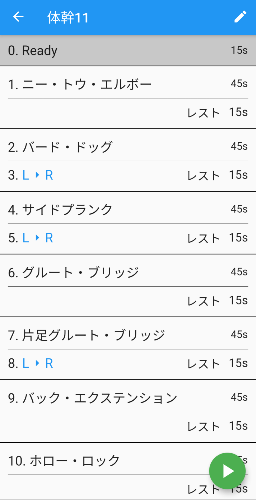 体幹11
0. Ready 15s
1. ニー・トウ・エルボー 45s
レスト 15s
2. バード・ドッグ 45s
3. L ▸ R レスト 15s
4. サイドプランク 45s
5. L ▸ R レスト 15s
6. グルート・ブリッジ 45s
レスト 15s
7. 片足グルート・ブリッジ 45s
8. L ▸ R レスト 15s
9. バック・エクステンション 45s
レスト 15s
10. ホロー・ロック 45s
レスト 15s